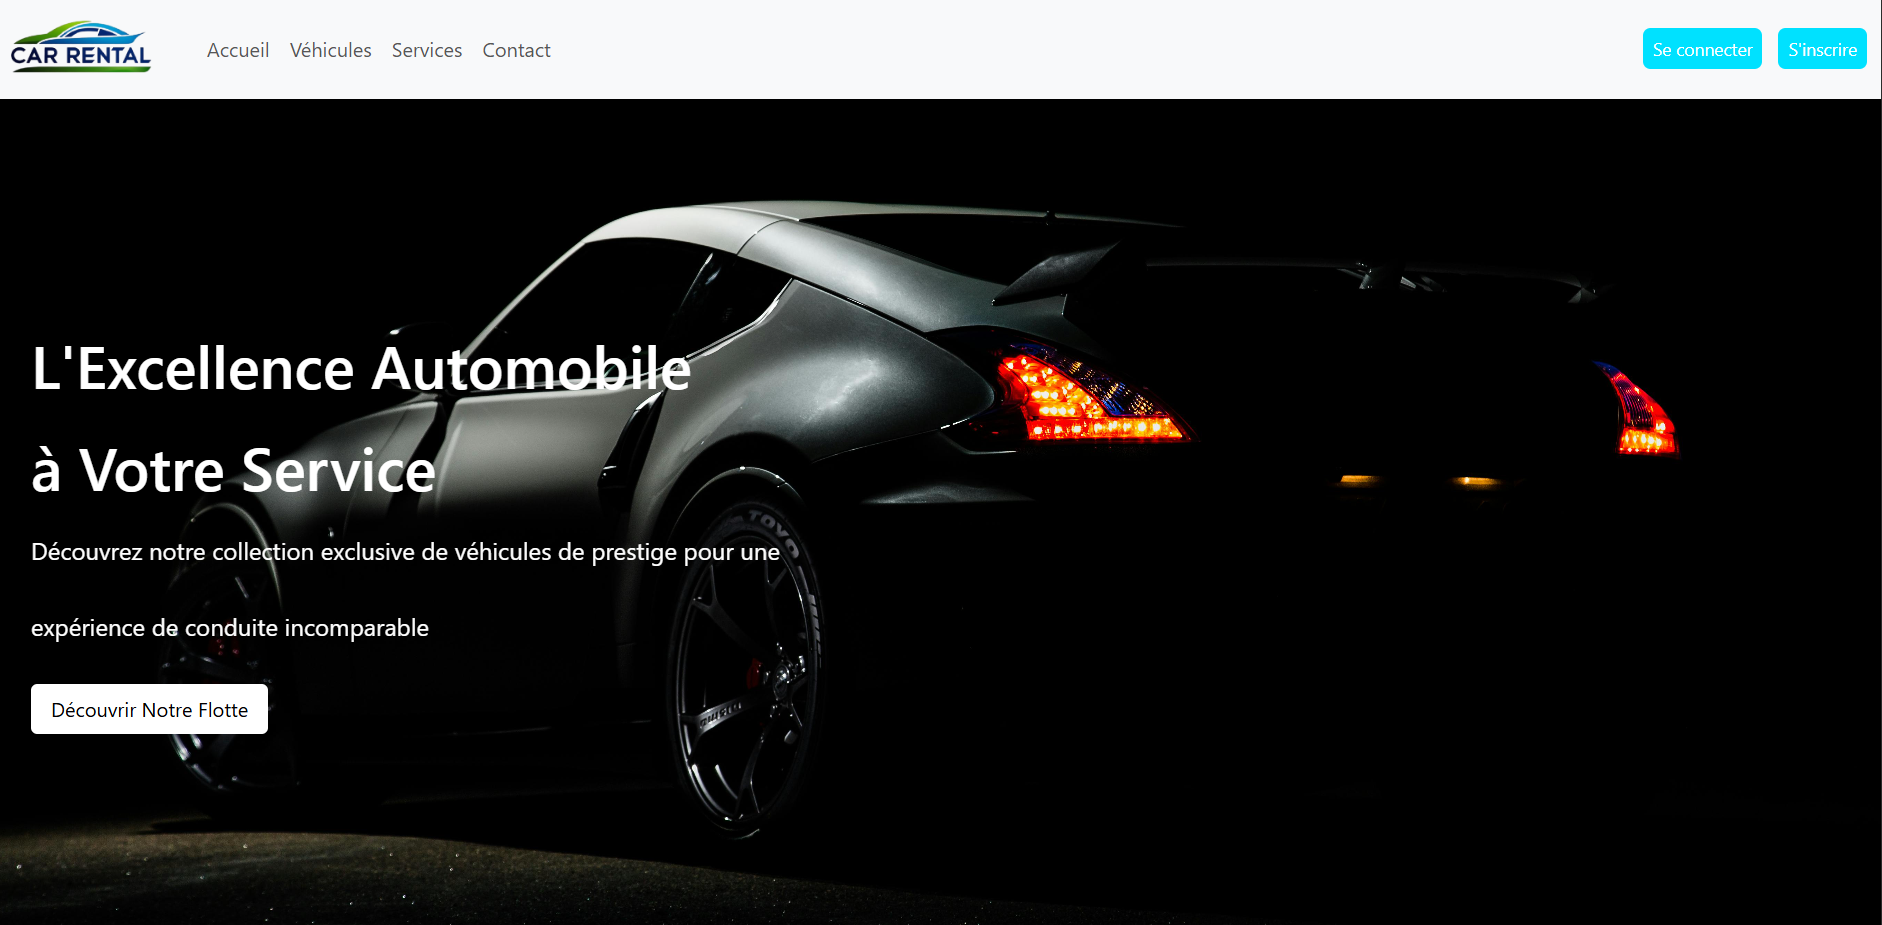 CAR RENTAL
Accueil Véhicules Services Contact
Se connecter S'inscrire
L'Excellence Automobile
à Votre Service
Découvrez notre collection exclusive de véhicules de prestige pour une
expérience de conduite incomparable
Découvrir Notre Flotte
TOYO